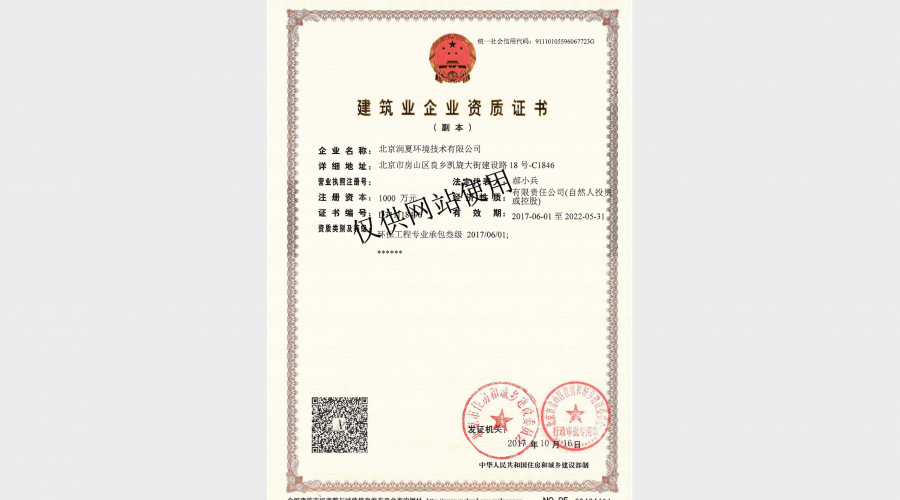 统一社会信用代码：91110105596067723G
建筑业企业资质证书
（副本）
企业名称：北京润夏环境技术有限公司
详细地址：北京市房山区良乡凯旋大街建设路18号-C1846
营业执照注册号：
法定代表人：郝小兵
注册资本：1000 万元
经济性质：有限责任公司(自然人投资或控股)
证书编号：
有效期：2017-06-01 至 2022-05-31
资质类别及等级：
环保工程专业承包叁级 2017/06/01;
******
仅供网站使用
发证机关：
行政审批专用章
2017 年 10 月 16 日
中华人民共和国住房和城乡建设部制